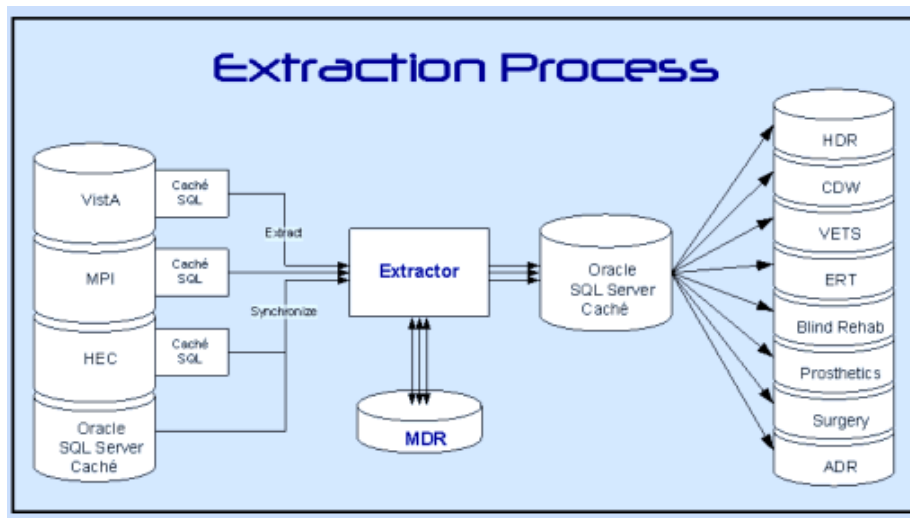 Extraction Process
VistA
Caché
SQL
MPI
Caché
SQL
HEC
Caché
SQL
Oracle
SQL Server
Caché
Extract
Synchronize
Extractor
MDR
Oracle
SQL Server
Caché
HDR
CDW
VETS
ERT
Blind Rehab
Prosthetics
Surgery
ADR